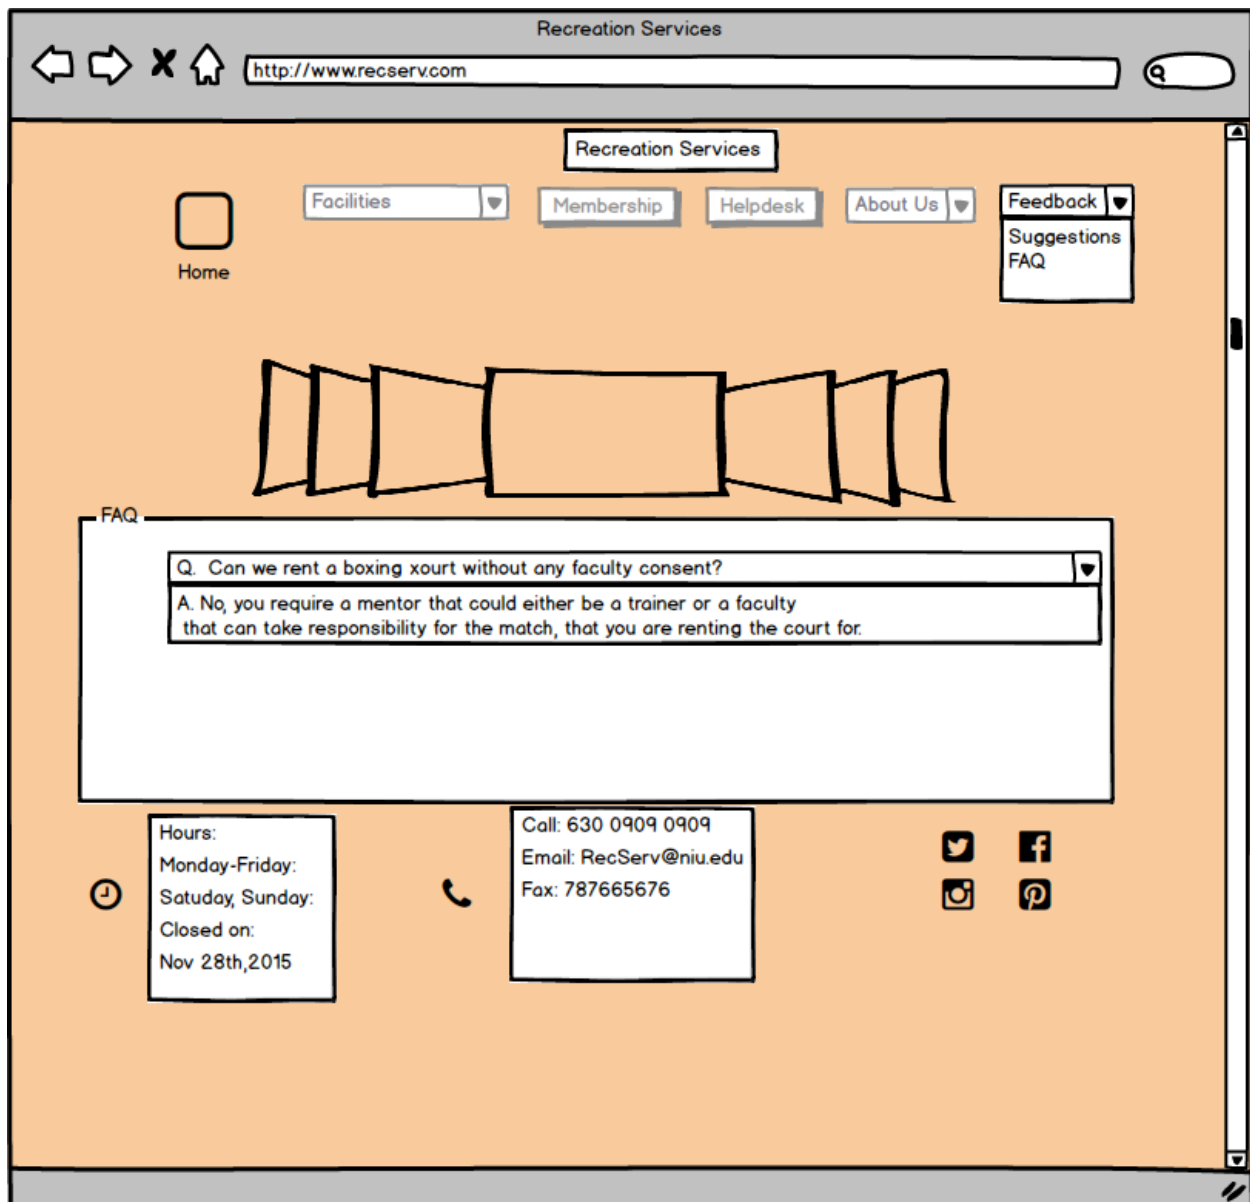 Recreation Services
http://www.recserv.com
Recreation Services
Home
Facilities
Membership
Helpdesk
About Us
Feedback
Suggestions
FAQ
FAQ
Q.  Can we rent a boxing xourt without any faculty consent?
A. No, you require a mentor that could either be a trainer or a faculty
that can take responsibility for the match, that you are renting the court for.
Hours:
Monday-Friday:
Satuday, Sunday:
Closed on:
Nov 28th,2015
Call: 630 0909 0909
Email: RecServ@niu.edu
Fax: 787665676